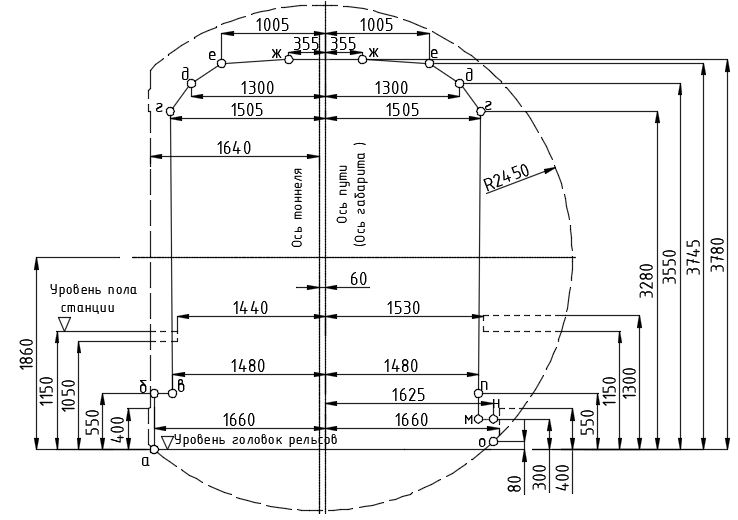 1005 1005
355 355
е ж ж е
д д
1300 1300
г 1505 1505 г
1640
R2450
Ось тоннеля
Ось пути
(Ось габарита )
3280
3550
3745
3780
60
Уровень пола
станции
1440 1530
1860
1150
1050
550
400
1480 1480
б в п
1625
н
м
1660 1660
Уровень головок рельсов
а
о
80
300
400
550
1150
1300